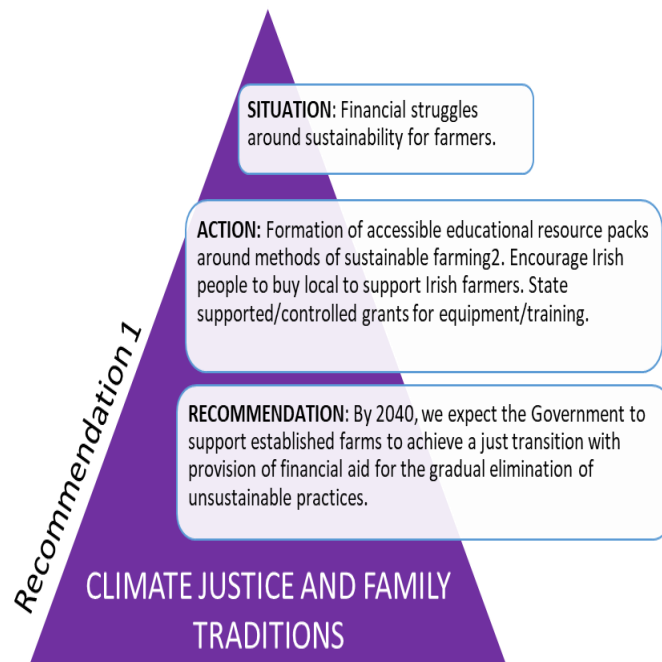 SITUATION: Financial struggles
around sustainability for farmers.
ACTION: Formation of accessible educational resource packs
around methods of sustainable farming2. Encourage Irish
people to buy local to support Irish farmers. State
supported/controlled grants for equipment/training.
RECOMMENDATION: By 2040, we expect the Government to
support established farms to achieve a just transition with
provision of financial aid for the gradual elimination of
unsustainable practices.
Recommendation 1
CLIMATE JUSTICE AND FAMILY
TRADITIONS